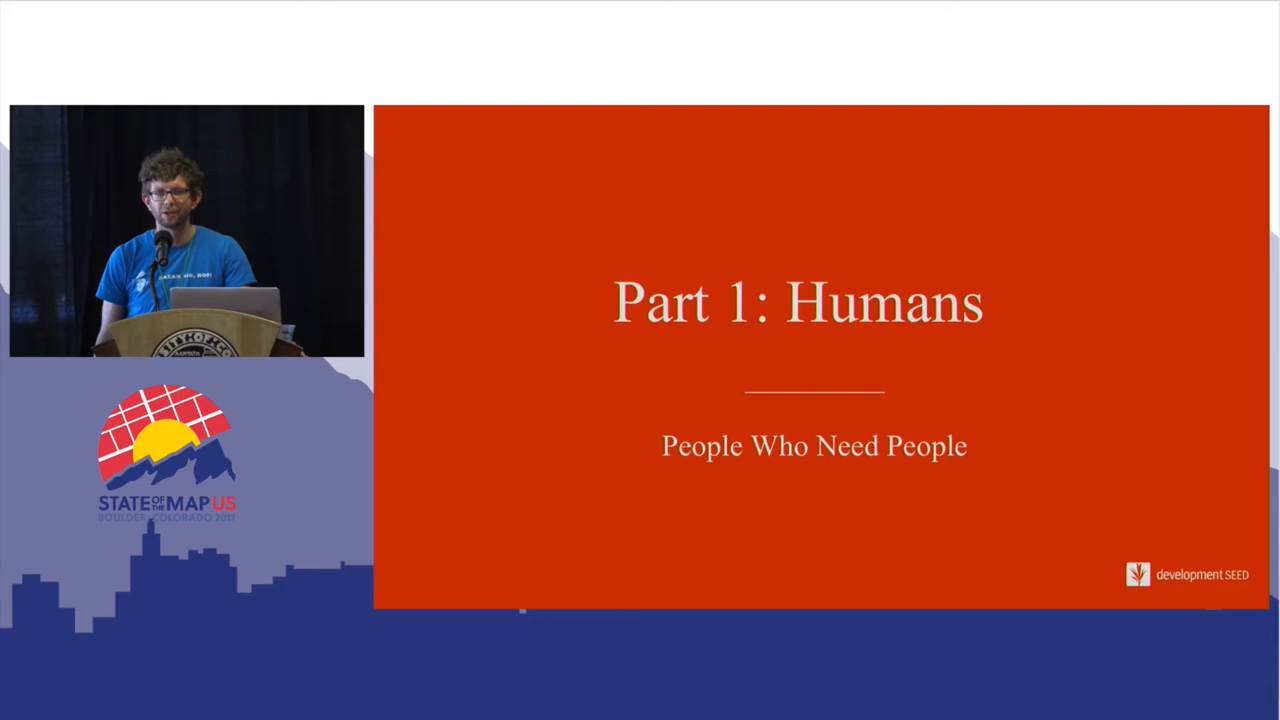 Part 1: Humans
People Who Need People
development SEED
STATE OF THE MAP US
BOULDER, COLORADO 2017